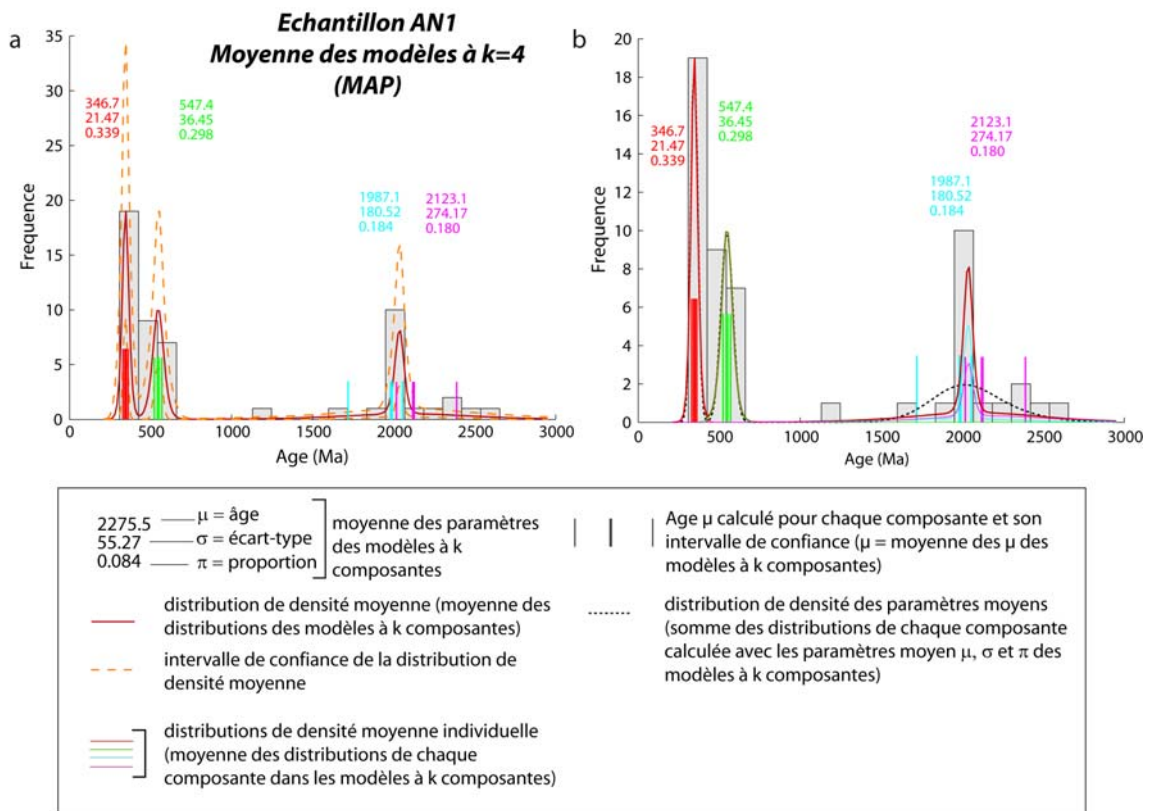 Echantillon AN1
Moyenne des modèles à k=4
(MAP)
a
35
30
25
20
15
10
5
0
Frequence
346.7
21.47
0.339
547.4
36.45
0.298
1987.1
180.52
0.184
2123.1
274.17
0.180
0
500
1000
1500
2000
2500
3000
Age (Ma)
b
20
18
16
14
12
10
8
6
4
2
0
Frequence
346.7
21.47
0.339
547.4
36.45
0.298
2123.1
274.17
0.180
1987.1
180.52
0.184
0
500
1000
1500
2000
2500
3000
Age (Ma)
2275.5
55.27
0.084
μ = âge
σ = écart-type
π = proportion
moyenne des paramètres
des modèles à k
composantes
distribution de densité moyenne (moyenne des
distributions des modèles à k composantes)
intervalle de confiance de la distribution de
densité moyenne
distributions de densité moyenne individuelle
(moyenne des distributions de chaque
composante dans les modèles à k composantes)
Age μ calculé pour chaque composante et son
intervalle de confiance (μ = moyenne des μ des
modèles à k composantes)
distribution de densité des paramètres moyens
(somme des distributions de chaque composante
calculée avec les paramètres moyen μ, σ et π des
modèles à k composantes)